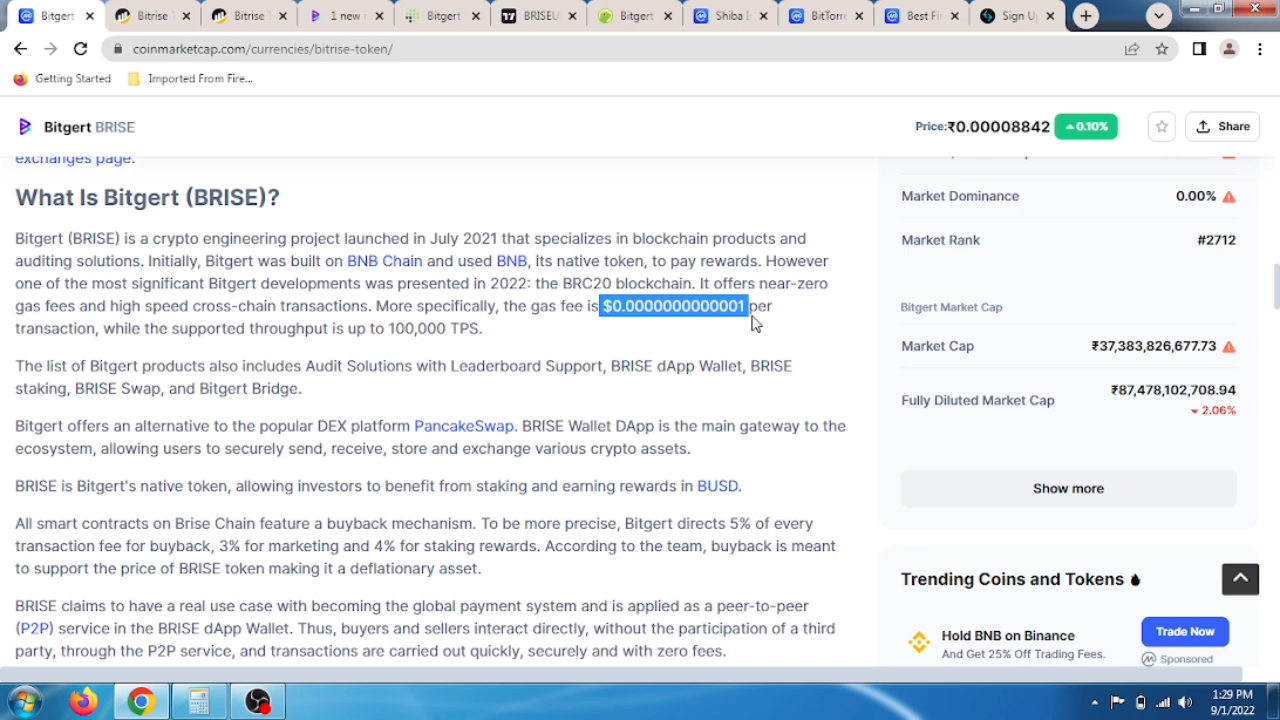 Bitgert
Bitrise T
Bitrise T
1 new n
Bitgert
BRISEU
Bitgert
Shiba I
BitTorr
Best Fi
Sign U
coinmarketcap.com/currencies/bitrise-token/
Getting Started
Imported From Fire...
Bitgert BRISE
Price:₹0.00008842
0.10%
Share
exchanges page.
What Is Bitgert (BRISE)?
Bitgert (BRISE) is a crypto engineering project launched in July 2021 that specializes in blockchain products and
auditing solutions. Initially, Bitgert was built on BNB Chain and used BNB, its native token, to pay rewards. However
one of the most significant Bitgert developments was presented in 2022: the BRC20 blockchain. It offers near-zero
gas fees and high speed cross-chain transactions. More specifically, the gas fee is $0.0000000000001 per
transaction, while the supported throughput is up to 100,000 TPS.
The list of Bitgert products also includes Audit Solutions with Leaderboard Support, BRISE dApp Wallet, BRISE
staking, BRISE Swap, and Bitgert Bridge.
Bitgert offers an alternative to the popular DEX platform PancakeSwap. BRISE Wallet DApp is the main gateway to the
ecosystem, allowing users to securely send, receive, store and exchange various crypto assets.
BRISE is Bitgert's native token, allowing investors to benefit from staking and earning rewards in BUSD.
All smart contracts on Brise Chain feature a buyback mechanism. To be more precise, Bitgert directs 5% of every
transaction fee for buyback, 3% for marketing and 4% for staking rewards. According to the team, buyback is meant
to support the price of BRISE token making it a deflationary asset.
BRISE claims to have a real use case with becoming the global payment system and is applied as a peer-to-peer
(P2P) service in the BRISE dApp Wallet. Thus, buyers and sellers interact directly, without the participation of a third
party, through the P2P service, and transactions are carried out quickly, securely and with zero fees.
Market Dominance
0.00%
Market Rank
#2712
Bitgert Market Cap
Market Cap
₹37,383,826,677.73
Fully Diluted Market Cap
₹87,478,102,708.94
2.06%
Show more
Trending Coins and Tokens
Hold BNB on Binance
And Get 25% Off Trading Fees.
Trade Now
Sponsored
1:29 PM
9/1/2022